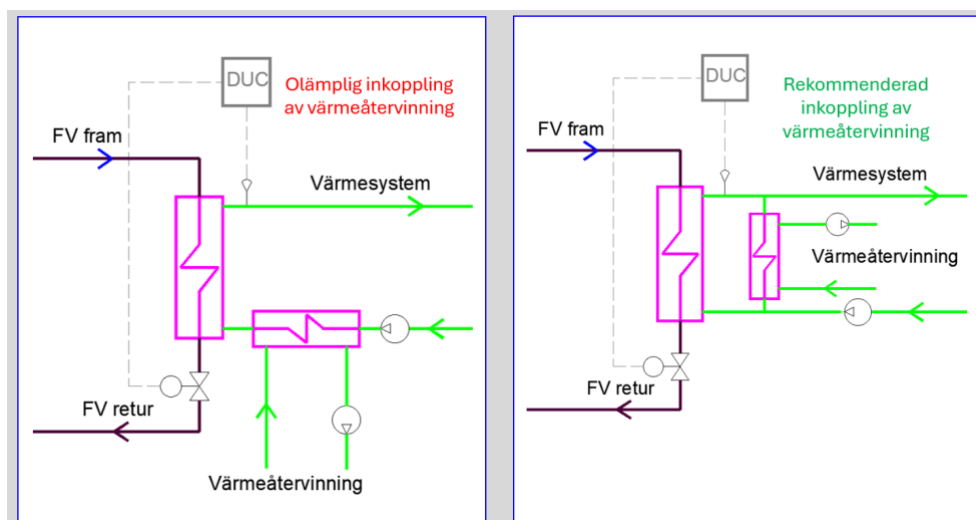 DUC
Olämplig inkoppling
av värmeåtervinning
FV fram
Värmesystem
FV retur
Värmeåtervinning
DUC
Rekommenderad
inkoppling av
värmeåtervinning
FV fram
Värmesystem
Värmeåtervinning
FV retur